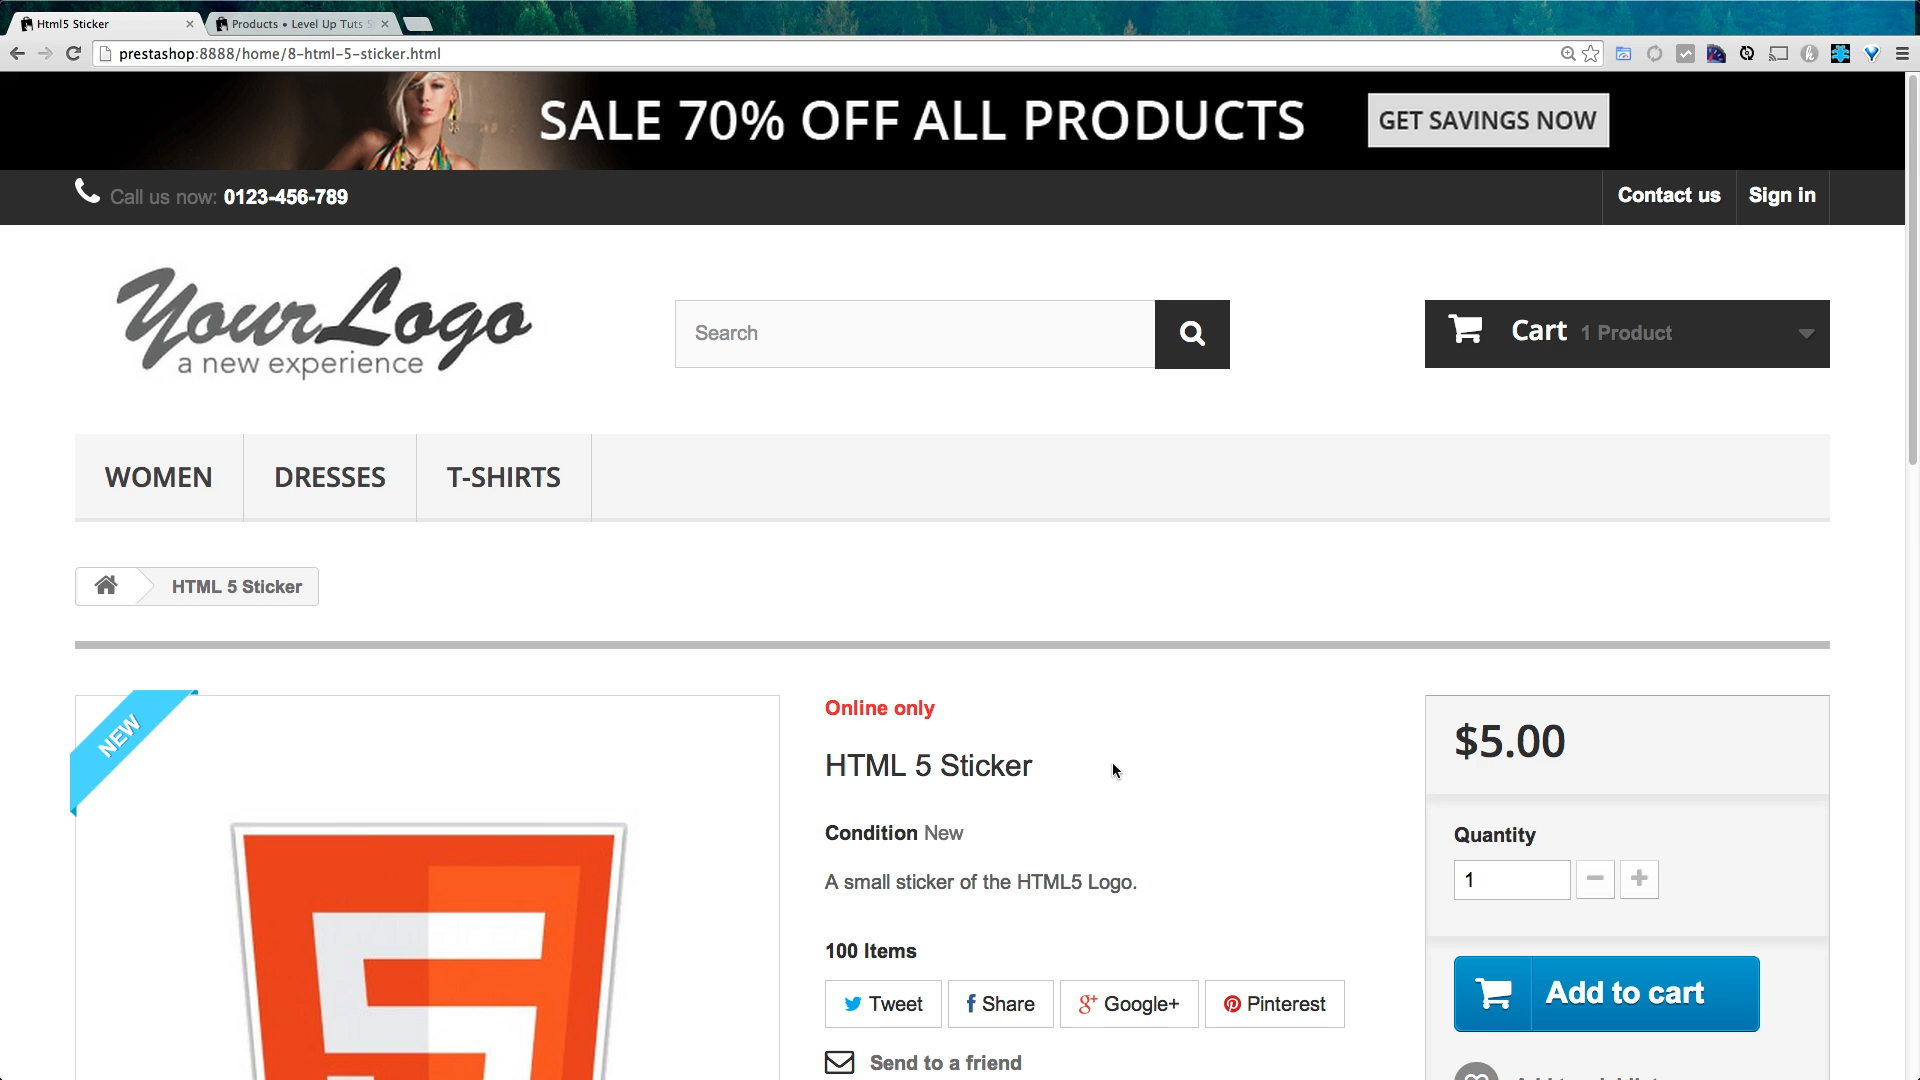 Html5 Sticker
Products • Level Up Tuts
prestashop:8888/home/8-html-5-sticker.html
SALE 70% OFF ALL PRODUCTS
GET SAVINGS NOW
Call us now: 0123-456-789
Contact us
Sign in
YourLogo
a new experience
Search
Cart 1 Product
WOMEN
DRESSES
T-SHIRTS
HTML 5 Sticker
NEW
Online only
HTML 5 Sticker
Condition New
A small sticker of the HTML5 Logo.
100 Items
Tweet
Share
Google+
Pinterest
Send to a friend
$5.00
Quantity
1
Add to cart